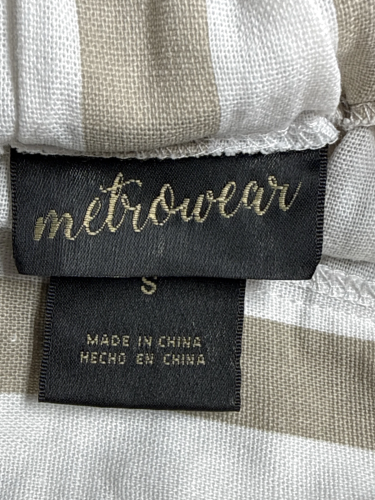 metrowear
S
MADE IN CHINA
HECHO EN CHINA